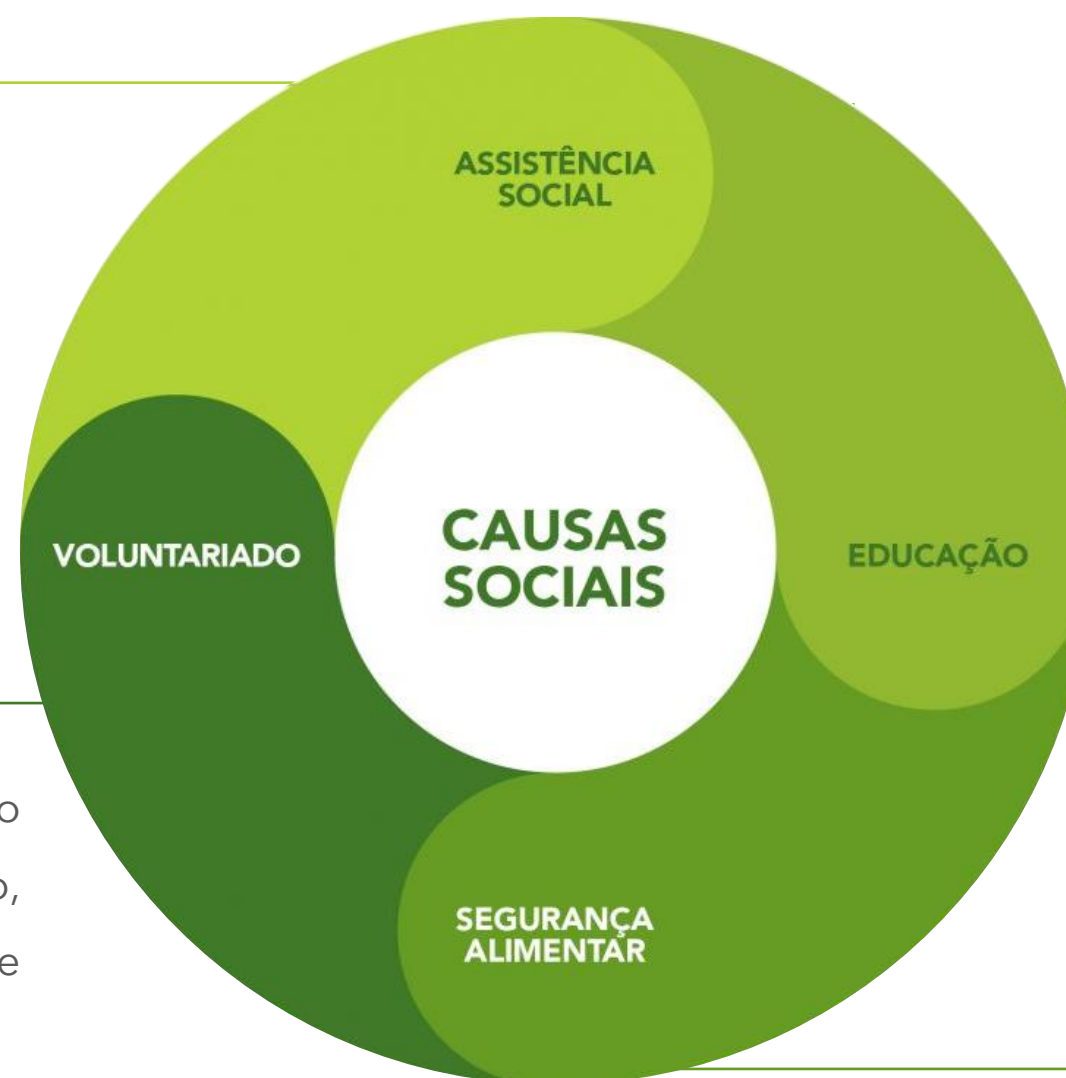 ASSISTÊNCIA
SOCIAL
VOLUNTARIADO
CAUSAS
SOCIAIS
EDUCAÇÃO
SEGURANÇA
ALIMENTAR
e